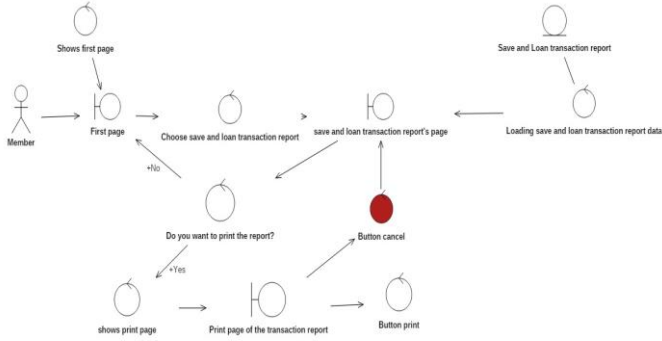 Shows first page
Save and Loan transaction report
Member
First page
Choose save and loan transaction report
save and loan transaction report's page
Loading save and loan transaction report data
+No
Do you want to print the report?
Button cancel
+Yes
shows print page
Print page of the transaction report
Button print